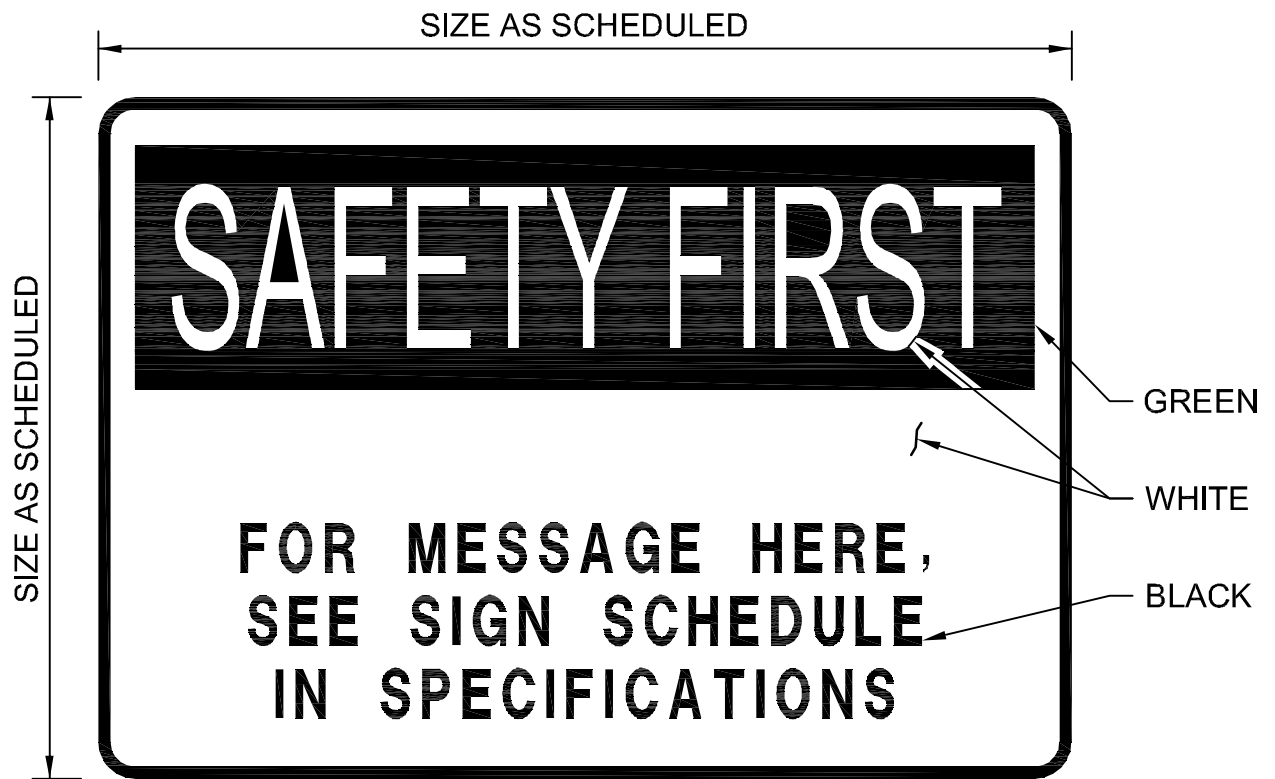 SIZE AS SCHEDULED
SIZE AS SCHEDULED
SAFETY FIRST
GREEN
WHITE
FOR MESSAGE HERE,
SEE SIGN SCHEDULE
IN SPECIFICATIONS
BLACK